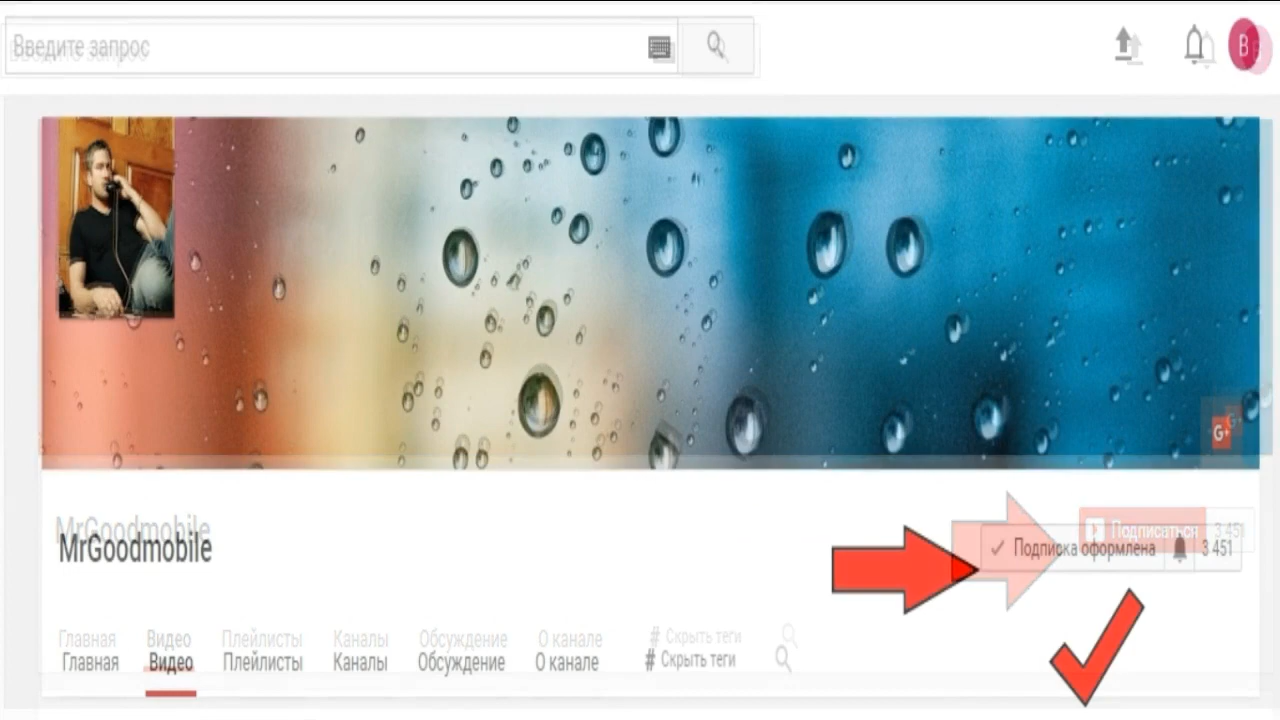 Введите запрос
B
G+
MrGoodmobile
MrGoodmobile
Подписаться 3 451
Подписка оформлена 3 451
Главная Видео Плейлисты Каналы Обсуждение О канале # Скрыть теги
Главная Видео Плейлисты Каналы Обсуждение О канале # Скрыть теги